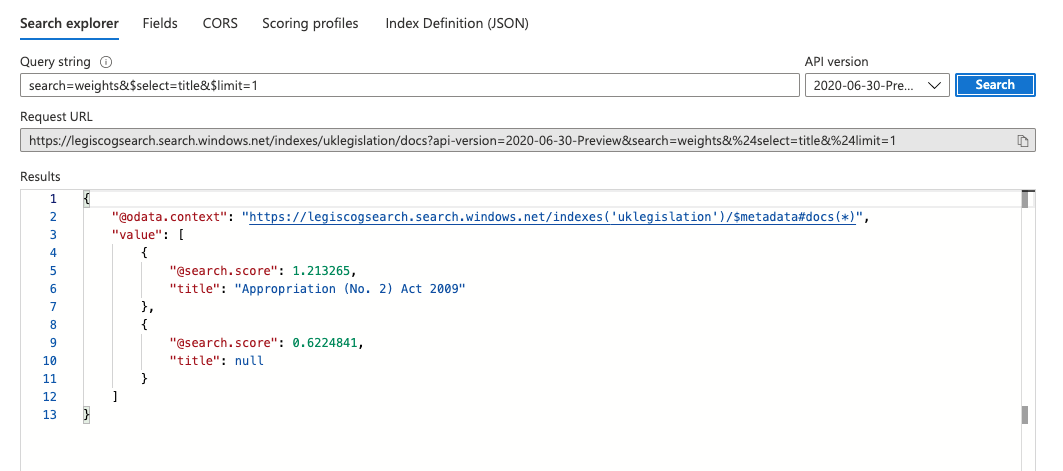 Search explorer Fields CORS Scoring profiles Index Definition (JSON)
Query string API version
search=weights&$select=title&$limit=1 2020-06-30-Pre... Search
Request URL
https://legiscogsearch.search.windows.net/indexes/uklegislation/docs?api-version=2020-06-30-Preview&search=weights&%24select=title&%24limit=1
Results
1 {
2 "@odata.context": "https://legiscogsearch.search.windows.net/indexes('uklegislation')/$metadata#docs(*)",
3 "value": [
4 {
5 "@search.score": 1.213265,
6 "title": "Appropriation (No. 2) Act 2009"
7 },
8 {
9 "@search.score": 0.6224841,
10 "title": null
11 }
12 ]
13 }